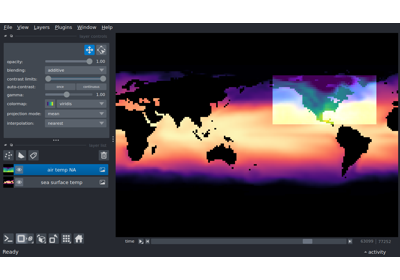 File View Layers Plugins Window Help
layer controls
opacity: 1.00
blending: additive
contrast limits:
auto-contrast: once continuous
gamma: 1.00
colormap: viridis
projection mode: mean
interpolation: nearest
layer list
air temp NA
sea surface temp
time
Ready
activity